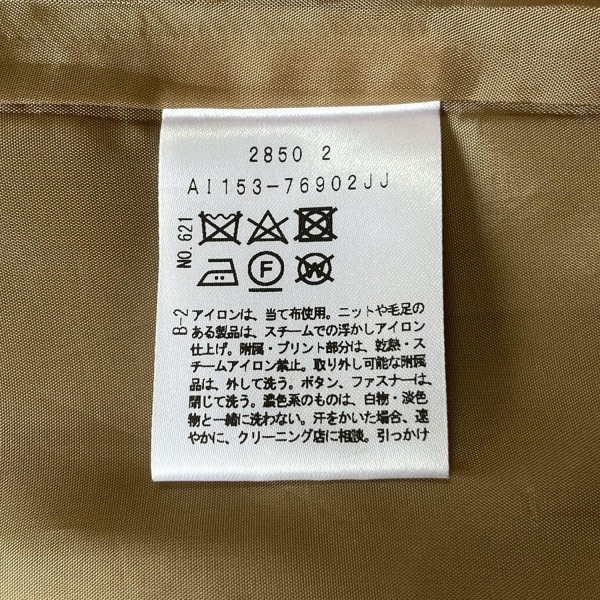 2850 2
AI153-76902JJ
NO.621
F W
B-2
アイロンは、当て布使用。ニットや毛足の
ある製品は、スチームでの浮かしアイロン
仕上げ。附属・プリント部分は、乾熱・ス
チームアイロン禁止。取り外し可能な附属
品は、外して洗う。ボタン、ファスナーは、
閉じて洗う。濃色系のものは、白物・淡色
物と一緒に洗わない。汗をかいた場合、速
やかに、クリーニング店に相談。引っかけ